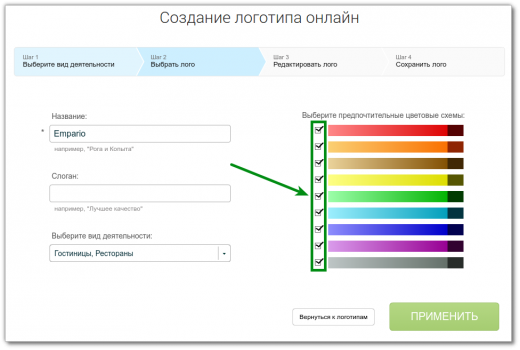 Создание логотипа онлайн
Шаг 1
Выберите вид деятельности
Шаг 2
Выбрать лого
Шаг 3
Редактировать лого
Шаг 4
Сохранить лого
Название:
* Empario
например, "Рога и Копыта"
Слоган:
например, "Лучшее качество"
Выберите вид деятельности:
Гостиницы, Рестораны
Выберите предпочтительные цветовые схемы:
Вернуться к логотипам
ПРИМЕНИТЬ